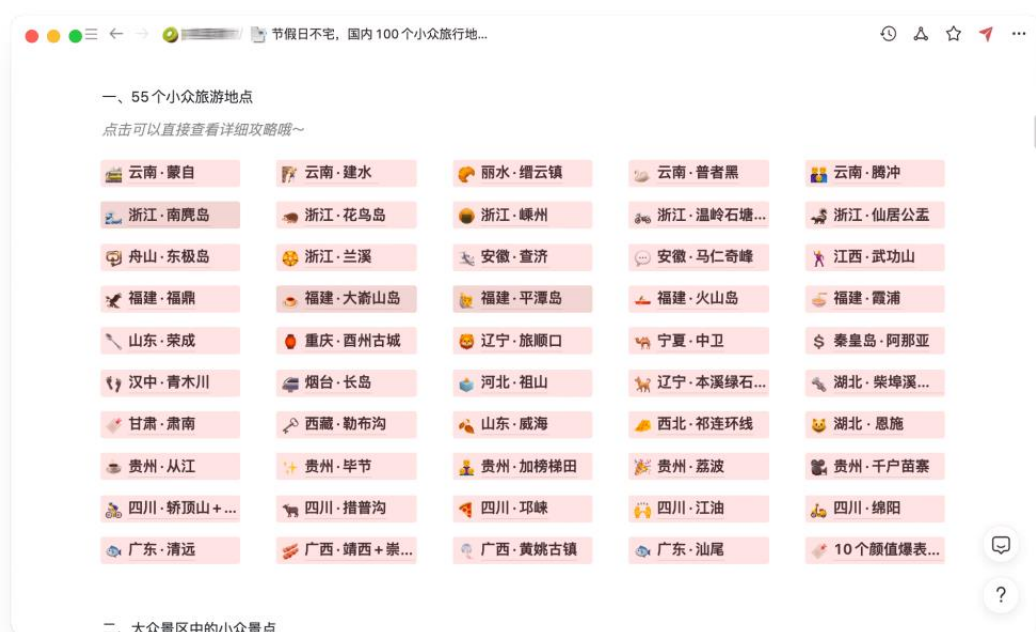 节假日不宅，国内 100 个小众旅行地...
一、55个小众旅游地点
点击可以直接查看详细攻略哦～
云南·蒙自 云南·建水 丽水·缙云镇 云南·普者黑 云南·腾冲
浙江·南麂岛 浙江·花鸟岛 浙江·嵊州 浙江·温岭石塘... 浙江·仙居公盂
舟山·东极岛 浙江·兰溪 安徽·查济 安徽·马仁奇峰 江西·武功山
福建·福鼎 福建·大嵛山岛 福建·平潭岛 福建·火山岛 福建·霞浦
山东·荣成 重庆·酉州古城 辽宁·旅顺口 宁夏·中卫 秦皇岛·阿那亚
汉中·青木川 烟台·长岛 河北·祖山 辽宁·本溪绿石... 湖北·柴埠溪...
甘肃·肃南 西藏·勒布沟 山东·威海 西北·祁连环线 湖北·恩施
贵州·从江 贵州·毕节 贵州·加榜梯田 贵州·荔波 贵州·千户苗寨
四川·轿顶山+... 四川·措普沟 四川·邛崃 四川·江油 四川·绵阳
广东·清远 广西·靖西+崇... 广西·黄姚古镇 广东·汕尾 10个颜值爆表...
二、大众景区中的小众景点